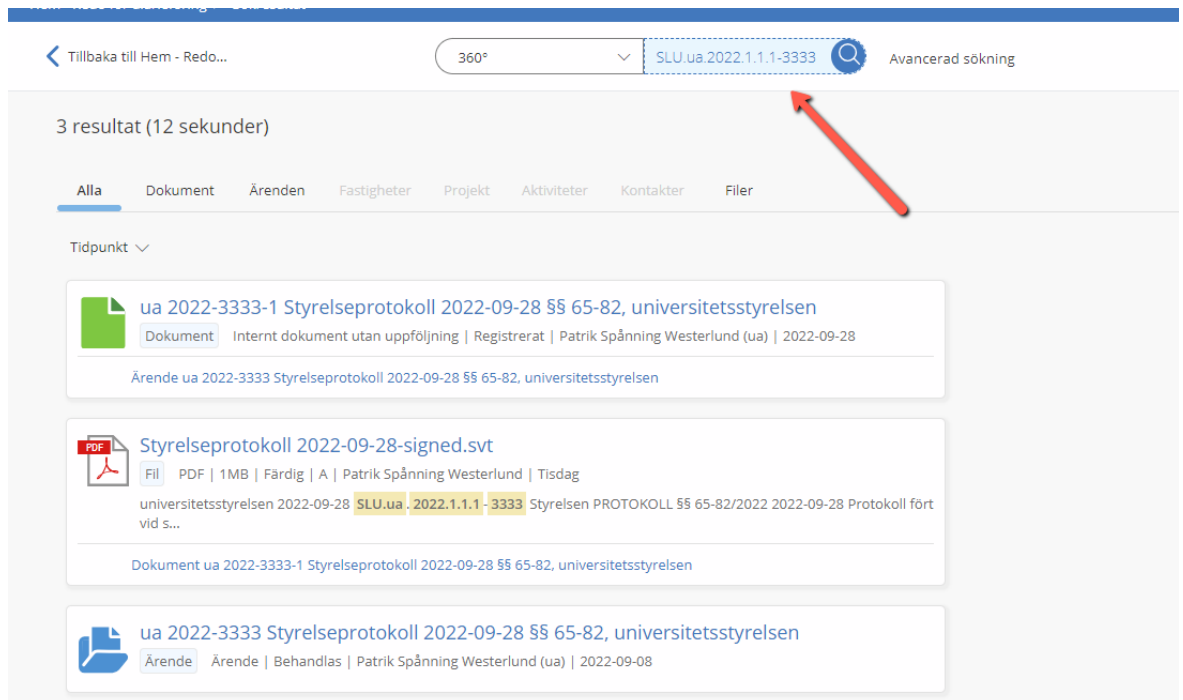 Tillbaka till Hem - Redo...
360°
SLU.ua.2022.1.1.1-3333
Avancerad sökning
3 resultat (12 sekunder)
Alla Dokument Ärenden Fastigheter Projekt Aktiviteter Kontakter Filer
Tidpunkt
ua 2022-3333-1 Styrelseprotokoll 2022-09-28 §§ 65-82, universitetsstyrelsen
Dokument Internt dokument utan uppföljning | Registrerat | Patrik Spånning Westerlund (ua) | 2022-09-28
Ärende ua 2022-3333 Styrelseprotokoll 2022-09-28 §§ 65-82, universitetsstyrelsen
PDF
Styrelseprotokoll 2022-09-28-signed.svt
Fil PDF | 1MB | Färdig | A | Patrik Spånning Westerlund | Tisdag
universitetsstyrelsen 2022-09-28 SLU.ua.2022.1.1.1-3333 Styrelsen PROTOKOLL §§ 65-82/2022 2022-09-28 Protokoll fört
vid s...
Dokument ua 2022-3333-1 Styrelseprotokoll 2022-09-28 §§ 65-82, universitetsstyrelsen
ua 2022-3333 Styrelseprotokoll 2022-09-28 §§ 65-82, universitetsstyrelsen
Ärende Ärende | Behandlas | Patrik Spånning Westerlund (ua) | 2022-09-08